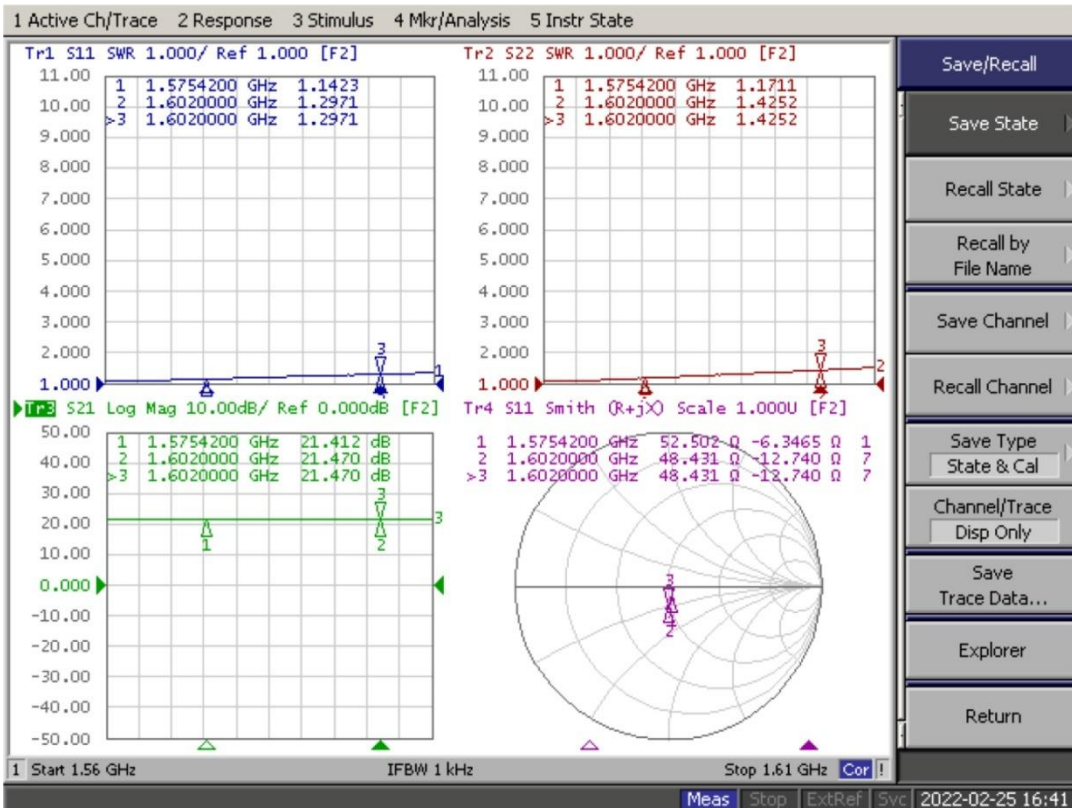 1 Active Ch/Trace 2 Response 3 Stimulus 4 Mkr/Analysis 5 Instr State
Tr1 S11 SWR 1.000/ Ref 1.000 [F2]
11.00
10.00
9.000
8.000
7.000
6.000
5.000
4.000
3.000
2.000
1.000
1 1.5754200 GHz 1.1423
2 1.6020000 GHz 1.2971
>3 1.6020000 GHz 1.2971
3
1
Tr2 S22 SWR 1.000/ Ref 1.000 [F2]
11.00
10.00
9.000
8.000
7.000
6.000
5.000
4.000
3.000
2.000
1.000
1 1.5754200 GHz 1.1711
2 1.6020000 GHz 1.4252
>3 1.6020000 GHz 1.4252
3
2
Tr3 S21 Log Mag 10.00dB/ Ref 0.000dB [F2]
50.00
40.00
30.00
20.00
10.00
0.000
-10.00
-20.00
-30.00
-40.00
-50.00
1 1.5754200 GHz 21.412 dB
2 1.6020000 GHz 21.470 dB
>3 1.6020000 GHz 21.470 dB
3
3
1
2
Tr4 S11 Smith (R+jX) Scale 1.000U [F2]
1 1.5754200 GHz 52.502 Ω -6.3465 Ω 1
2 1.6020000 GHz 48.431 Ω -12.740 Ω 7
>3 1.6020000 GHz 48.431 Ω -12.740 Ω 7
3
2
1 Start 1.56 GHz IFBW 1 kHz Stop 1.61 GHz Cor !
Meas Stop ExtRef Svc 2022-02-25 16:41
Save/Recall
Save State
Recall State
Recall by
File Name
Save Channel
Recall Channel
Save Type
State & Cal
Channel/Trace
Disp Only
Save
Trace Data...
Explorer
Return